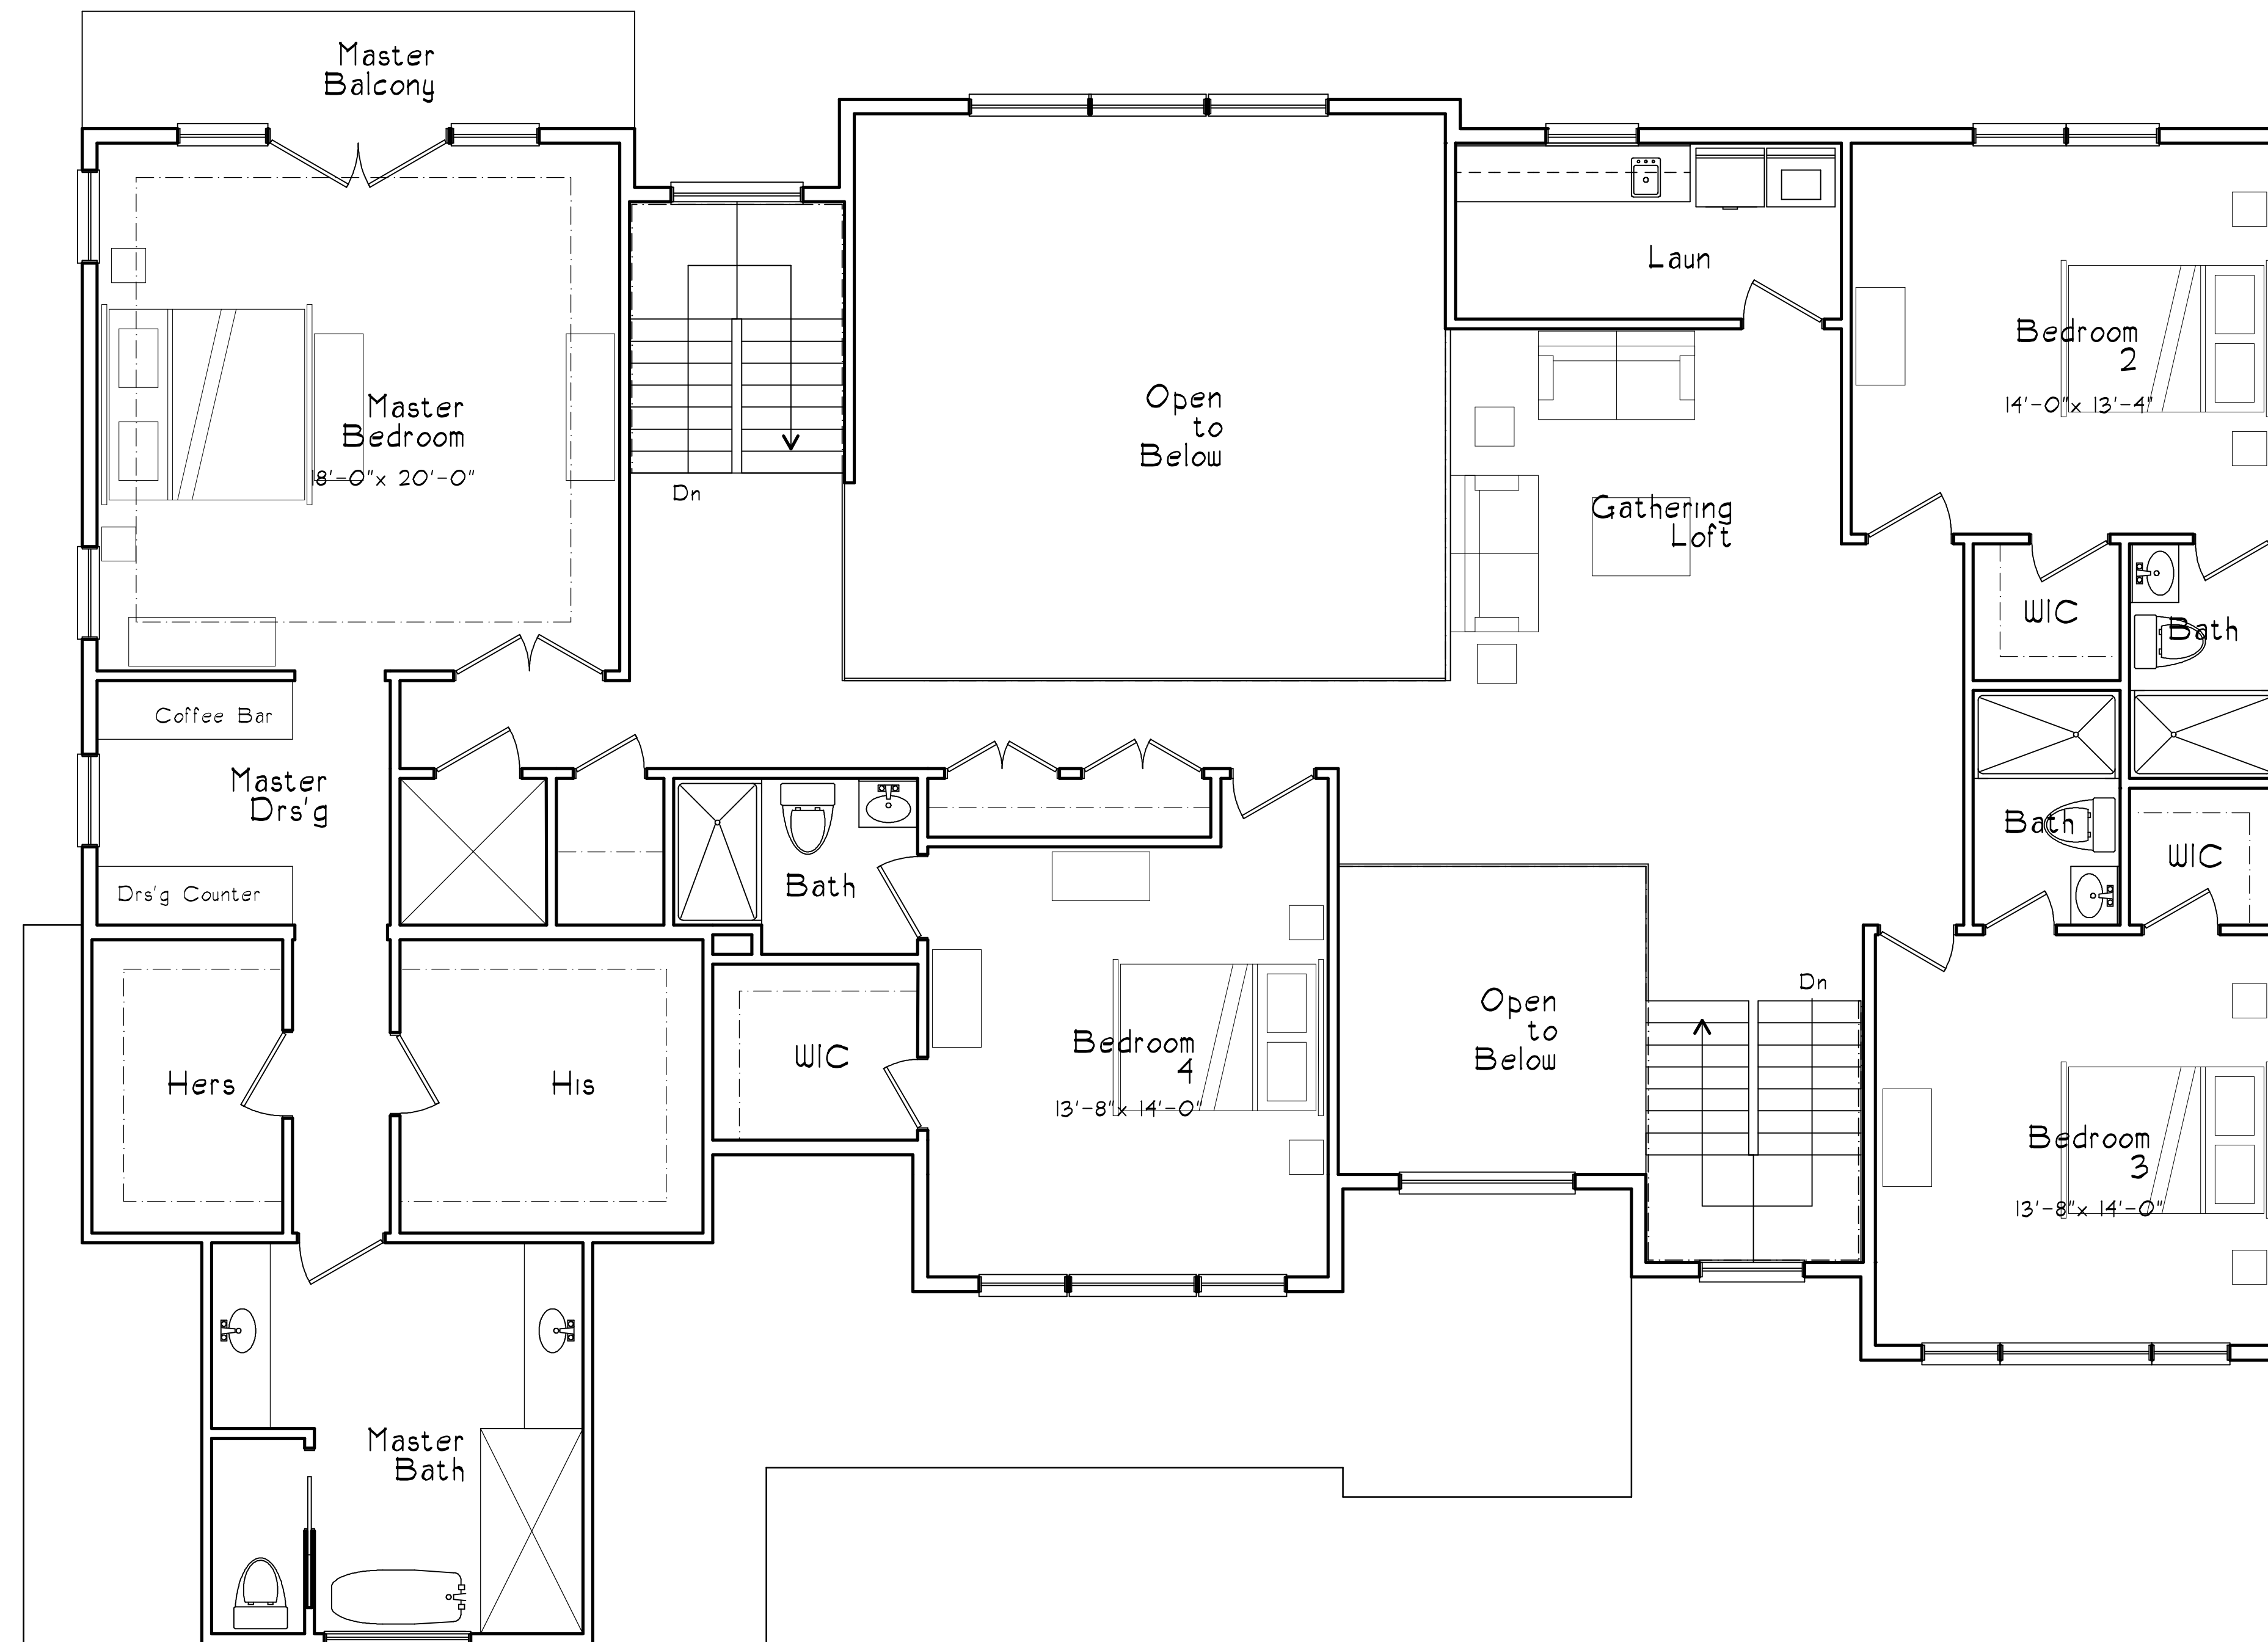 Master
Balcony
Laun
Bedroom
2
14'-0"x 13'-4"
Master
Bedroom
18'-0"x 20'-0"
Open
to
Below
Dn
Gathering
Loft
WIC
Bath
Coffee Bar
Master
Drs'g
Drs'g Counter
Bath
Bath
WIC
Dn
Open
to
Below
Bedroom
4
13'-8"x 14'-0"
WIC
Hers
His
Bedroom
3
13'-8"x 14'-0"
Master
Bath